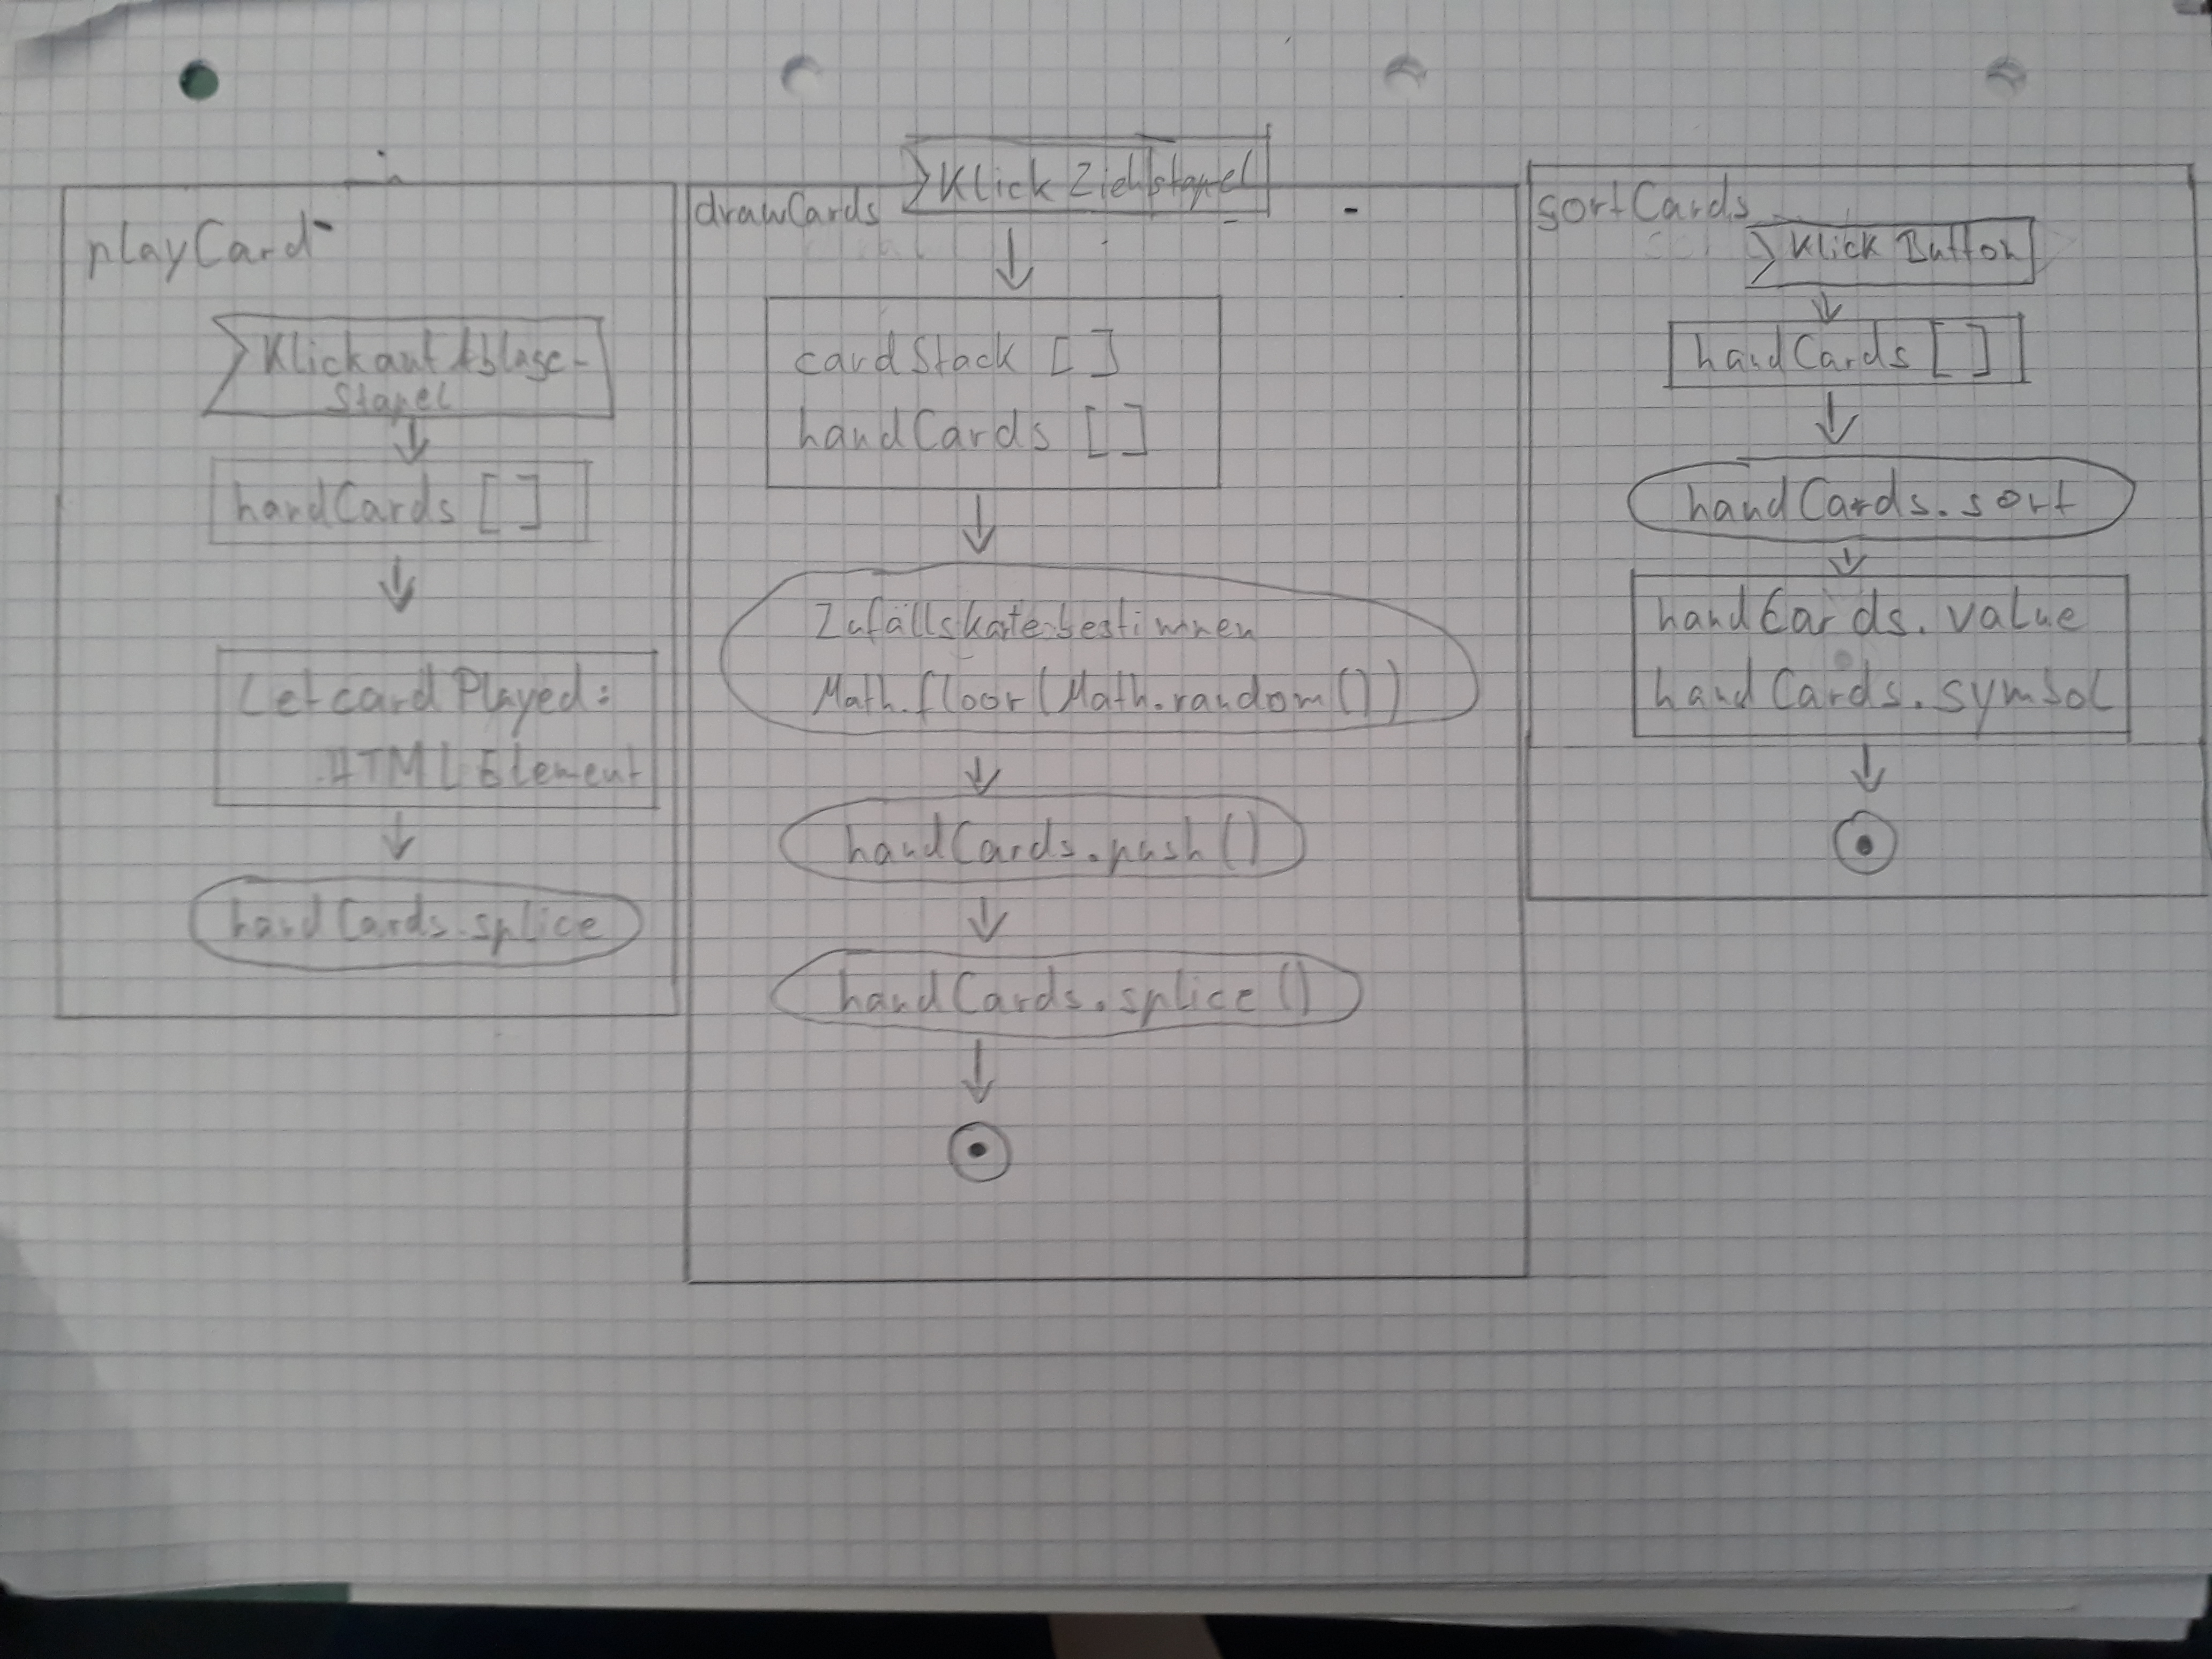 playCard
Klick auf Ablage-
Stapel
handCards []
Let card Played:
HTML Element
handCards.splice
drawCards
Klick Ziehstapel
cardStack []
handCards []
Zufällskate bestimmen
Math.floor(Math.random())
handCards.push()
handCards.splice()
sortCards
Klick Button
handCards []
handCards.sort
handCards.value
handCards.symbol